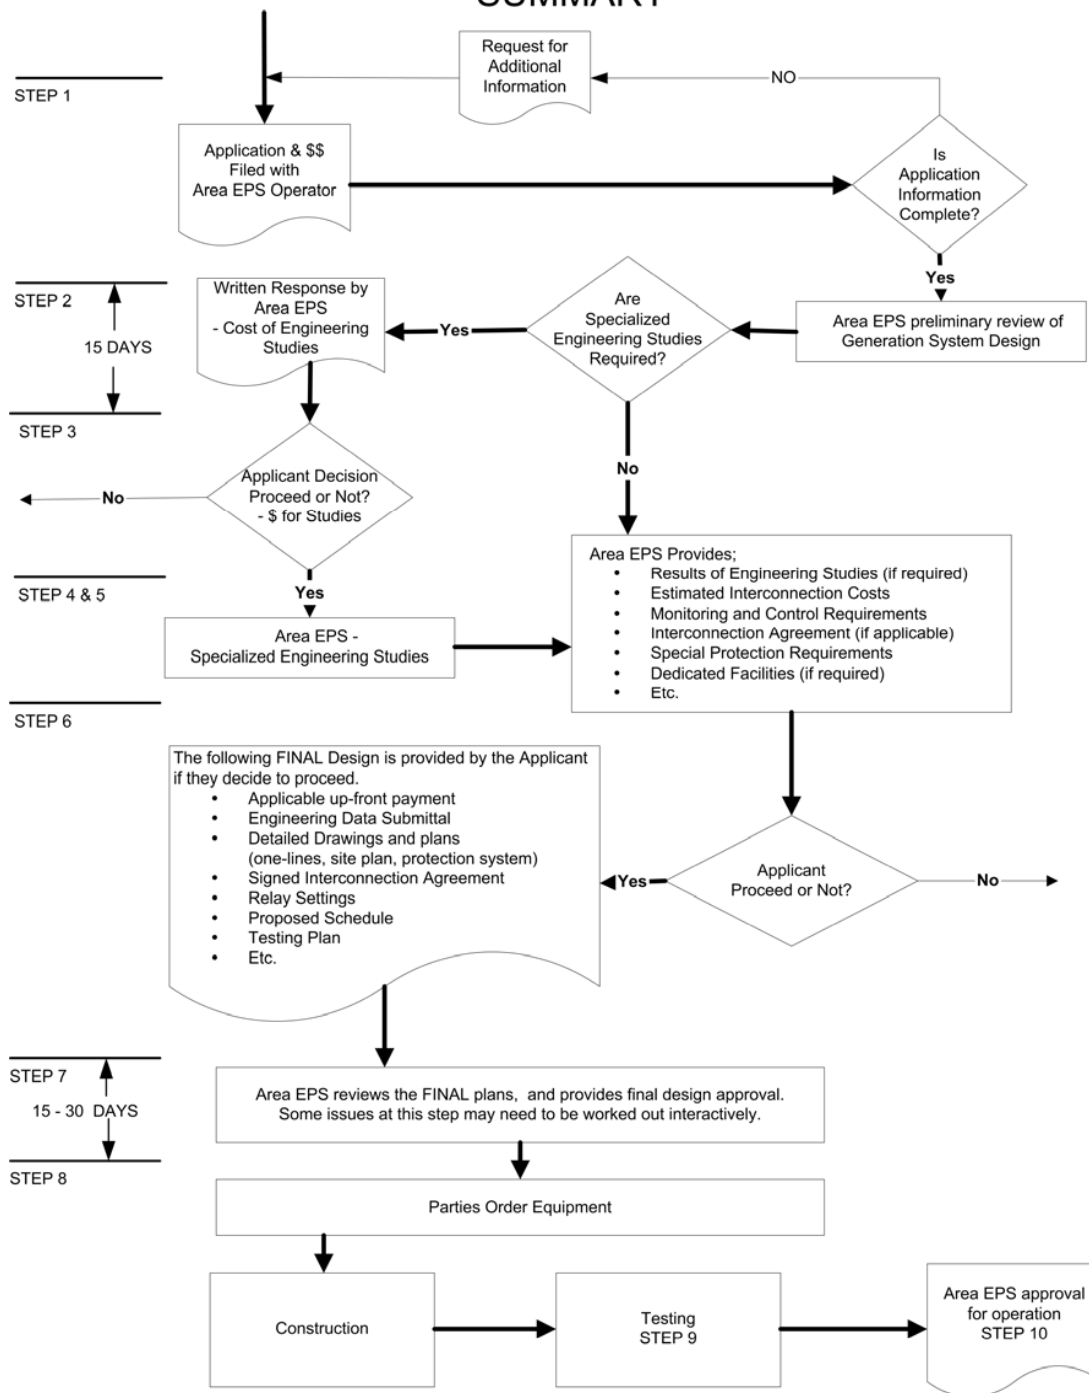 SUMMARY
Request for
Additional
Information
NO
STEP 1
Application & $$
Filed with
Area EPS Operator
Is
Application
Information
Complete?
Yes
STEP 2
15 DAYS
Written Response by
Area EPS
- Cost of Engineering
Studies
Yes
Are
Specialized
Engineering Studies
Required?
Area EPS preliminary review of
Generation System Design
STEP 3
No
Applicant Decision
Proceed or Not?
- $ for Studies
No
Yes
STEP 4 & 5
Area EPS -
Specialized Engineering Studies
Area EPS Provides;
• Results of Engineering Studies (if required)
• Estimated Interconnection Costs
• Monitoring and Control Requirements
• Interconnection Agreement (if applicable)
• Special Protection Requirements
• Dedicated Facilities (if required)
• Etc.
STEP 6
The following FINAL Design is provided by the Applicant
if they decide to proceed.
• Applicable up-front payment
• Engineering Data Submittal
• Detailed Drawings and plans
(one-lines, site plan, protection system)
• Signed Interconnection Agreement
• Relay Settings
• Proposed Schedule
• Testing Plan
• Etc.
Yes
Applicant
Proceed or Not?
No
STEP 7
15 - 30 DAYS
Area EPS reviews the FINAL plans, and provides final design approval.
Some issues at this step may need to be worked out interactively.
STEP 8
Parties Order Equipment
Construction
Testing
STEP 9
Area EPS approval
for operation
STEP 10